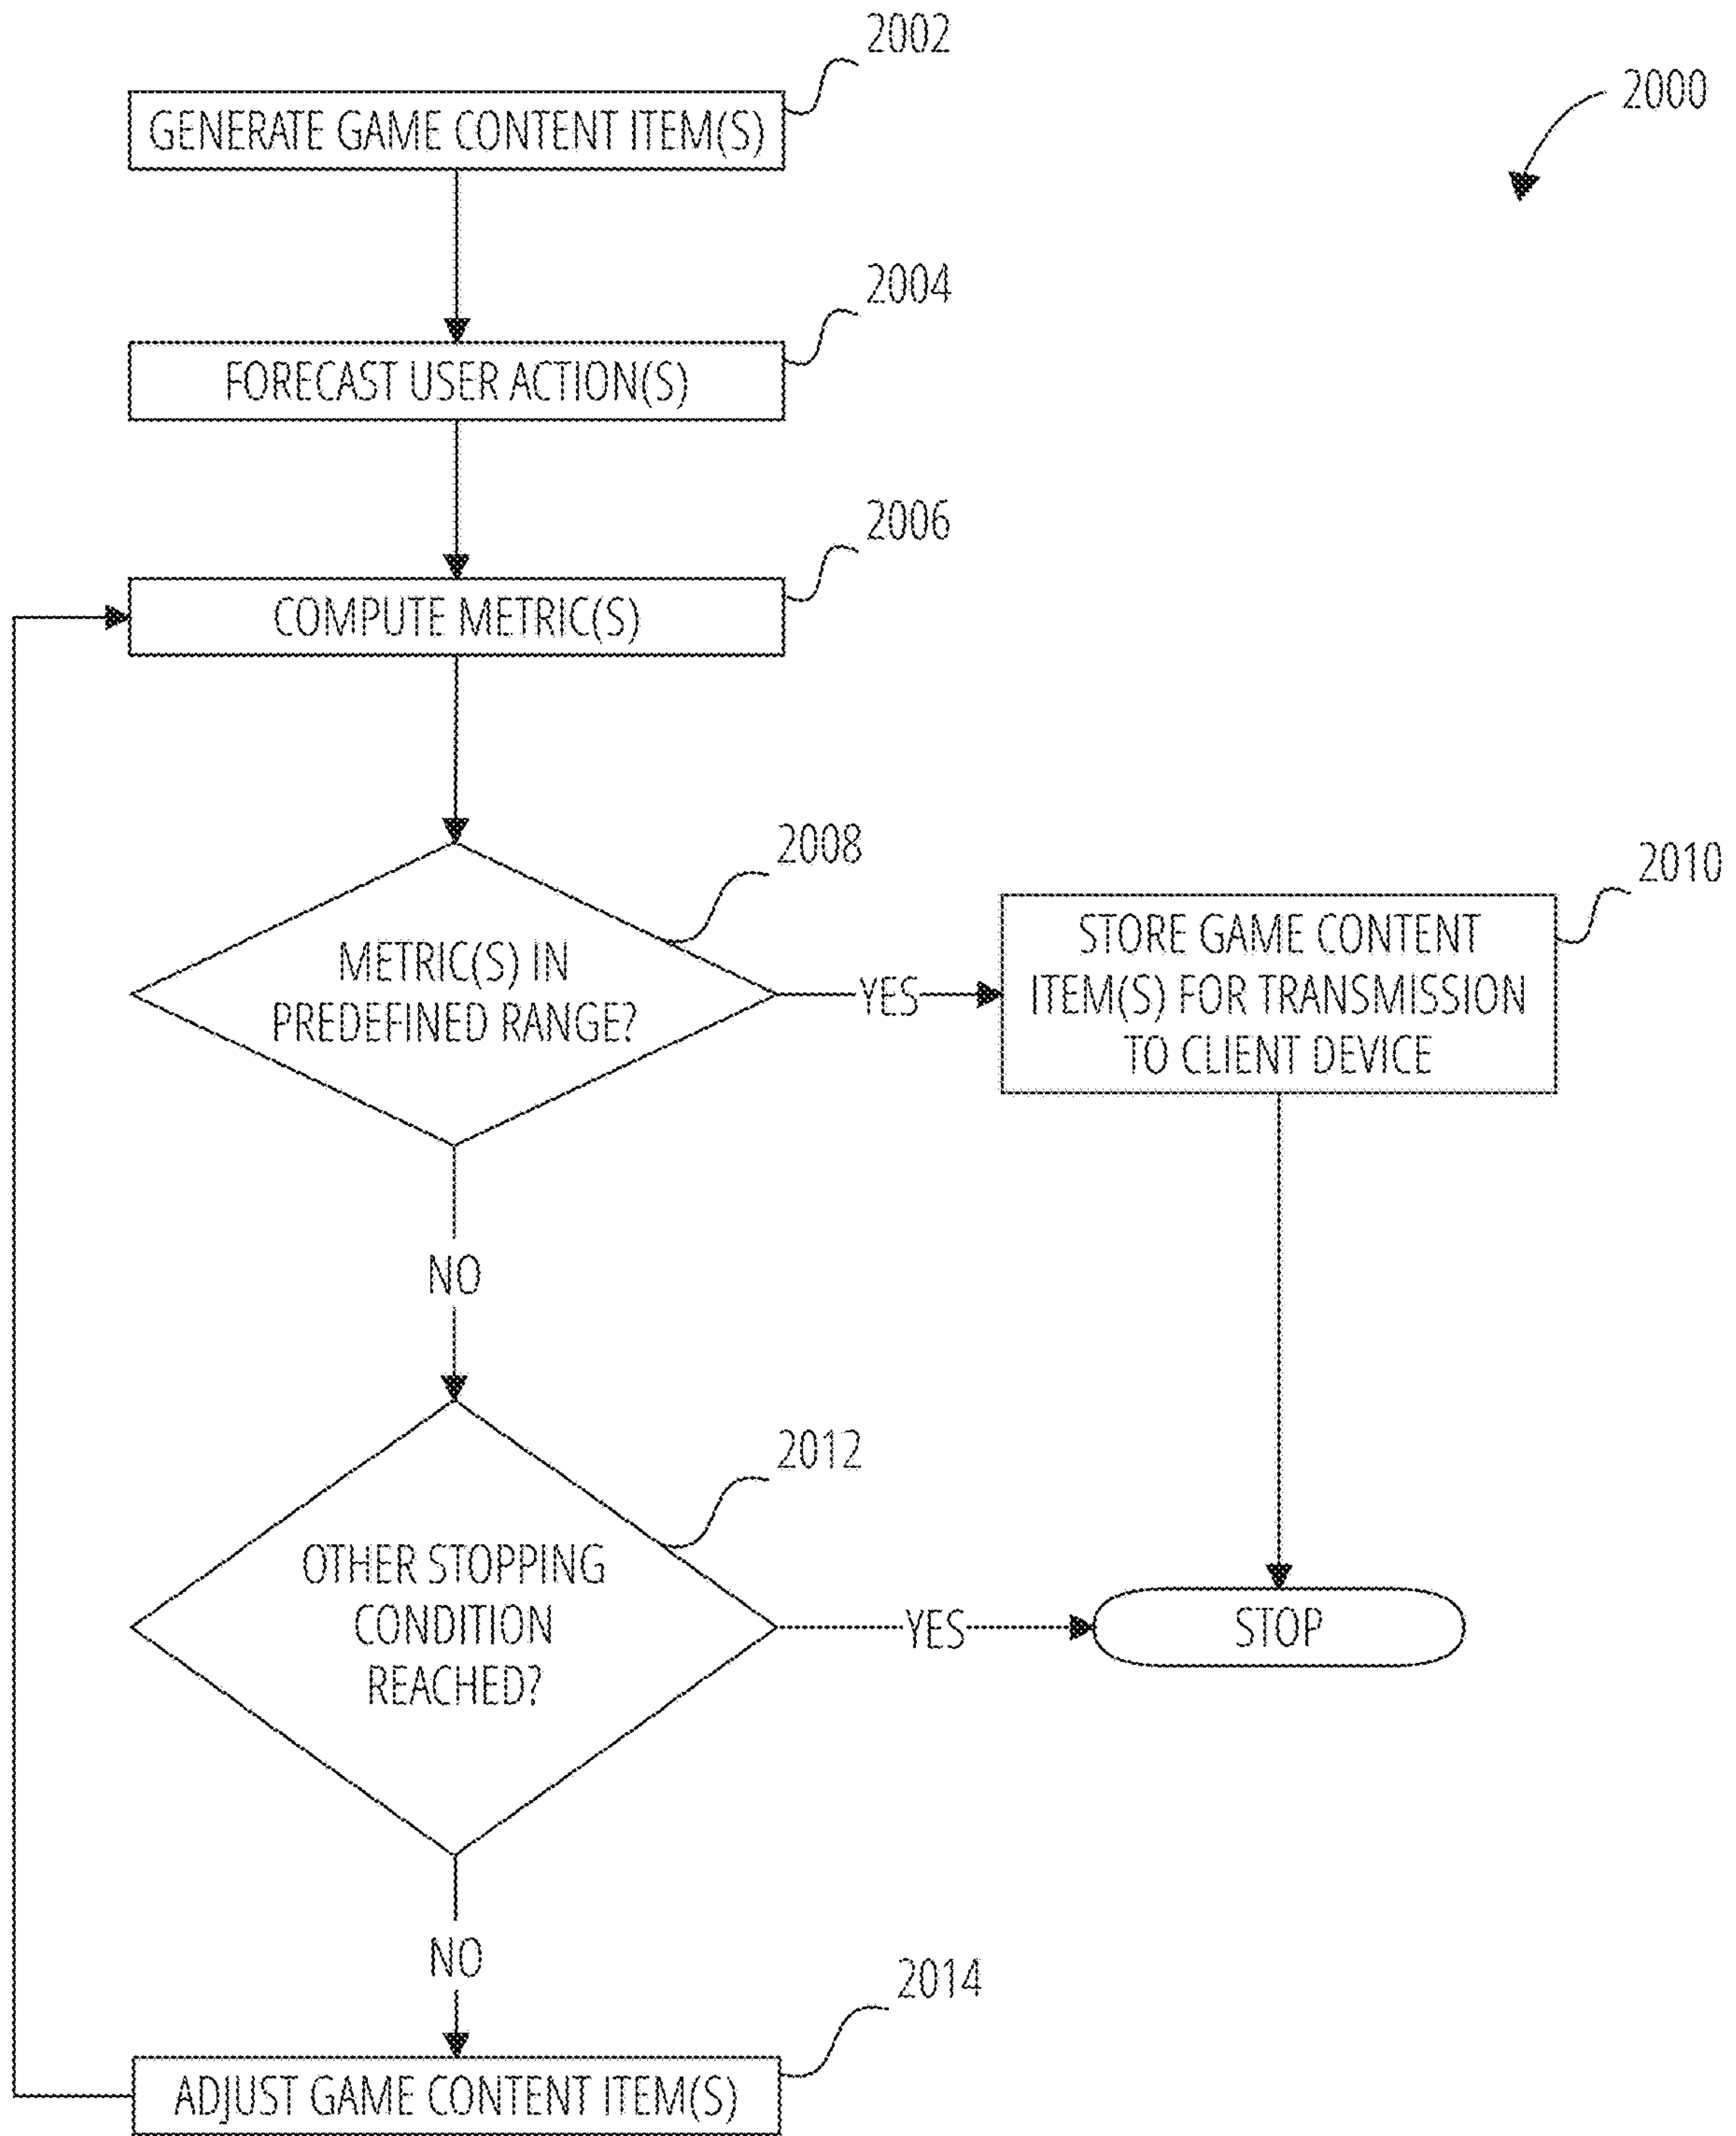 2002
2000
GENERATE GAME CONTENT ITEM(S)
2004
FORECAST USER ACTION(S)
2006
COMPUTE METRIC(S)
2008
METRIC(S) IN
PREDEFINED RANGE?
YES
2010
STORE GAME CONTENT
ITEM(S) FOR TRANSMISSION
TO CLIENT DEVICE
NO
2012
OTHER STOPPING
CONDITION
REACHED?
YES
STOP
NO
2014
ADJUST GAME CONTENT ITEM(S)